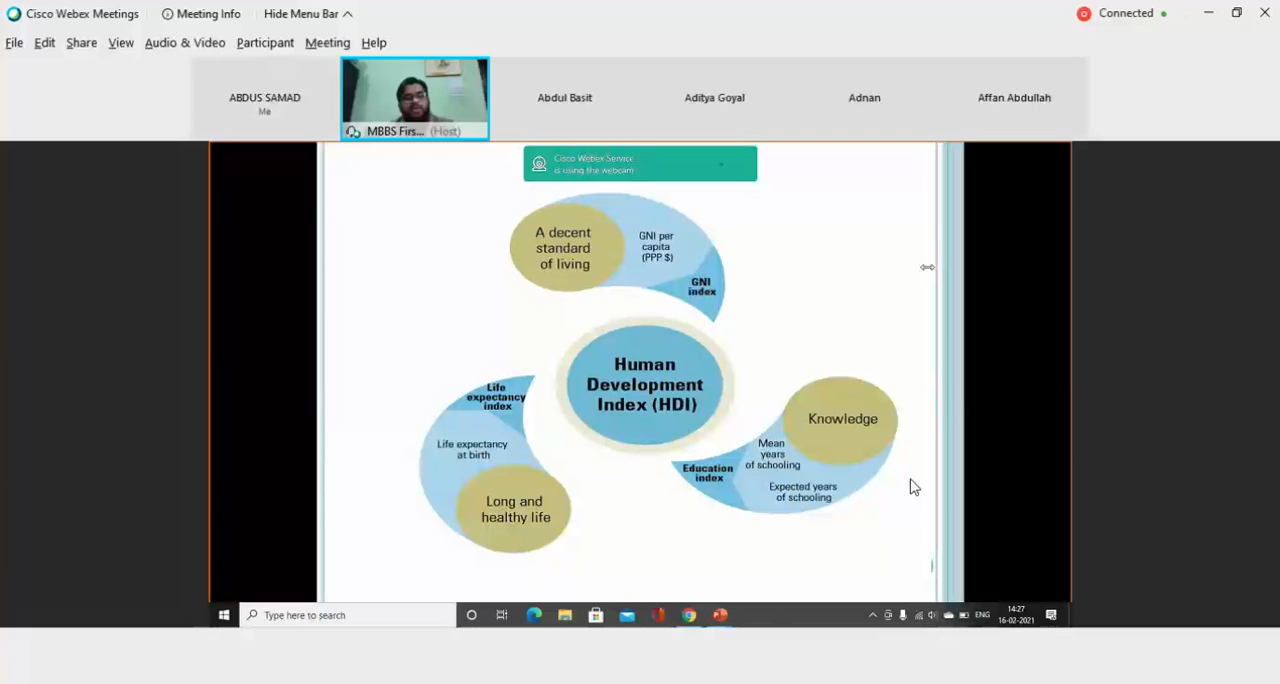 Cisco Webex Meetings
Meeting Info
Hide Menu Bar
Connected
File Edit Share View Audio & Video Participant Meeting Help
ABDUS SAMAD
Me
MBBS Firs... (Host)
Abdul Basit
Aditya Goyal
Adnan
Affan Abdullah
Cisco Webex Service
is using the webcam
A decent
standard
of living
GNI per
capita
(PPP $)
GNI
index
Human
Development
Index (HDI)
Life
expectancy
index
Life expectancy
at birth
Long and
healthy life
Knowledge
Mean
years
of schooling
Education
index
Expected years
of schooling
Type here to search
ENG
14:27
16-02-2021